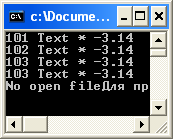 c:\Docume...
101 Text * -3.14
102 Text * -3.14
103 Text * -3.14
103 Text * -3.14
No open fileДля пр